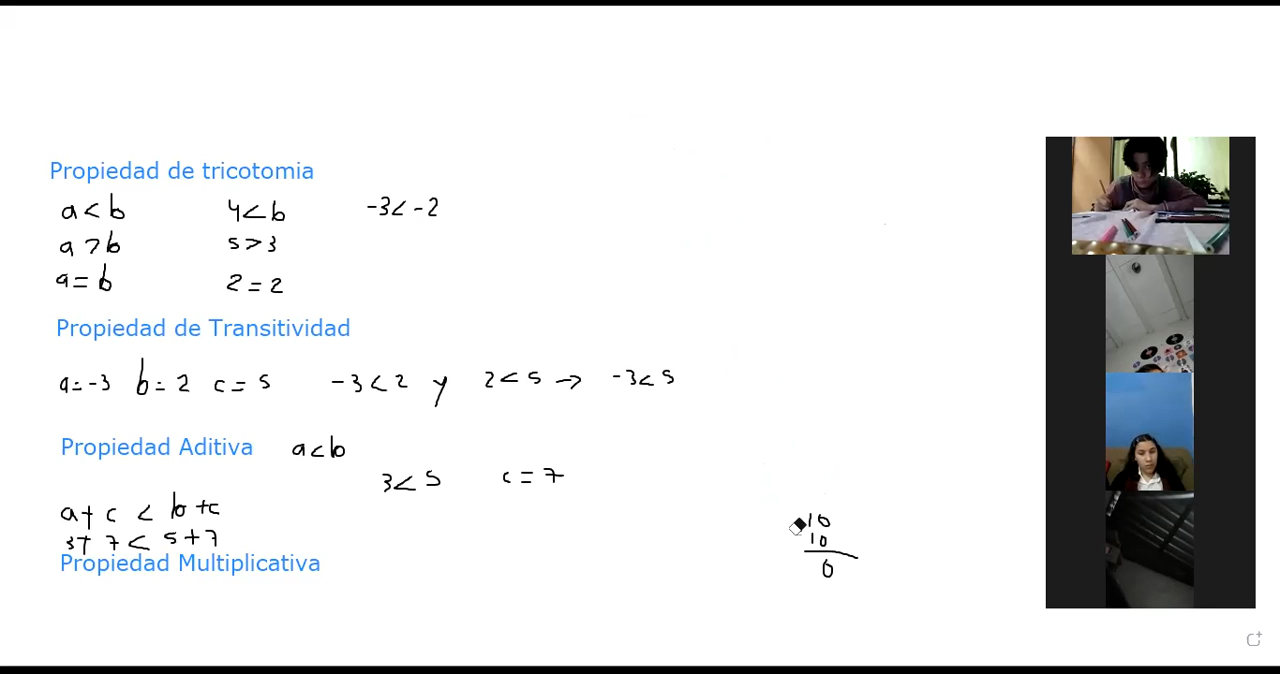 Propiedad de tricotomia
a < b 4 < b -3 < -2
a > b 5 > 3
a = b 2 = 2
Propiedad de Transitividad
a = -3 b = 2 c = 5 -3 < 2 y 2 < 5 → -3 < 5
Propiedad Aditiva a < b
3 < 5 c = 7
a + c < b + c
3 + 7 < 5 + 7
Propiedad Multiplicativa
10
10
0